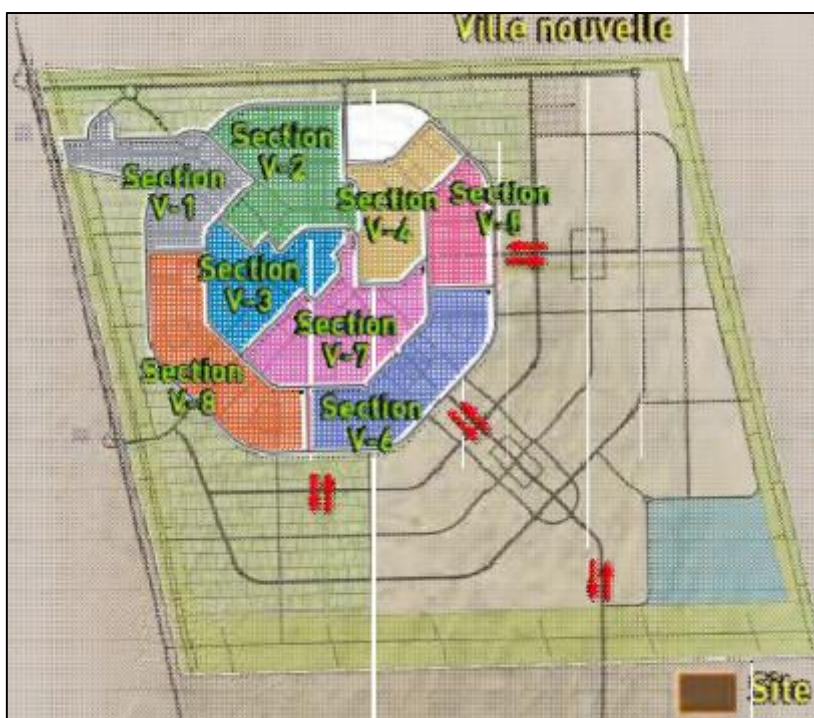 Ville nouvelle
Section
V-2
Section
V-1
Section
V-4
Section
V-5
Section
V-3
Section
V-7
Section
V-8
Section
V-6
Site